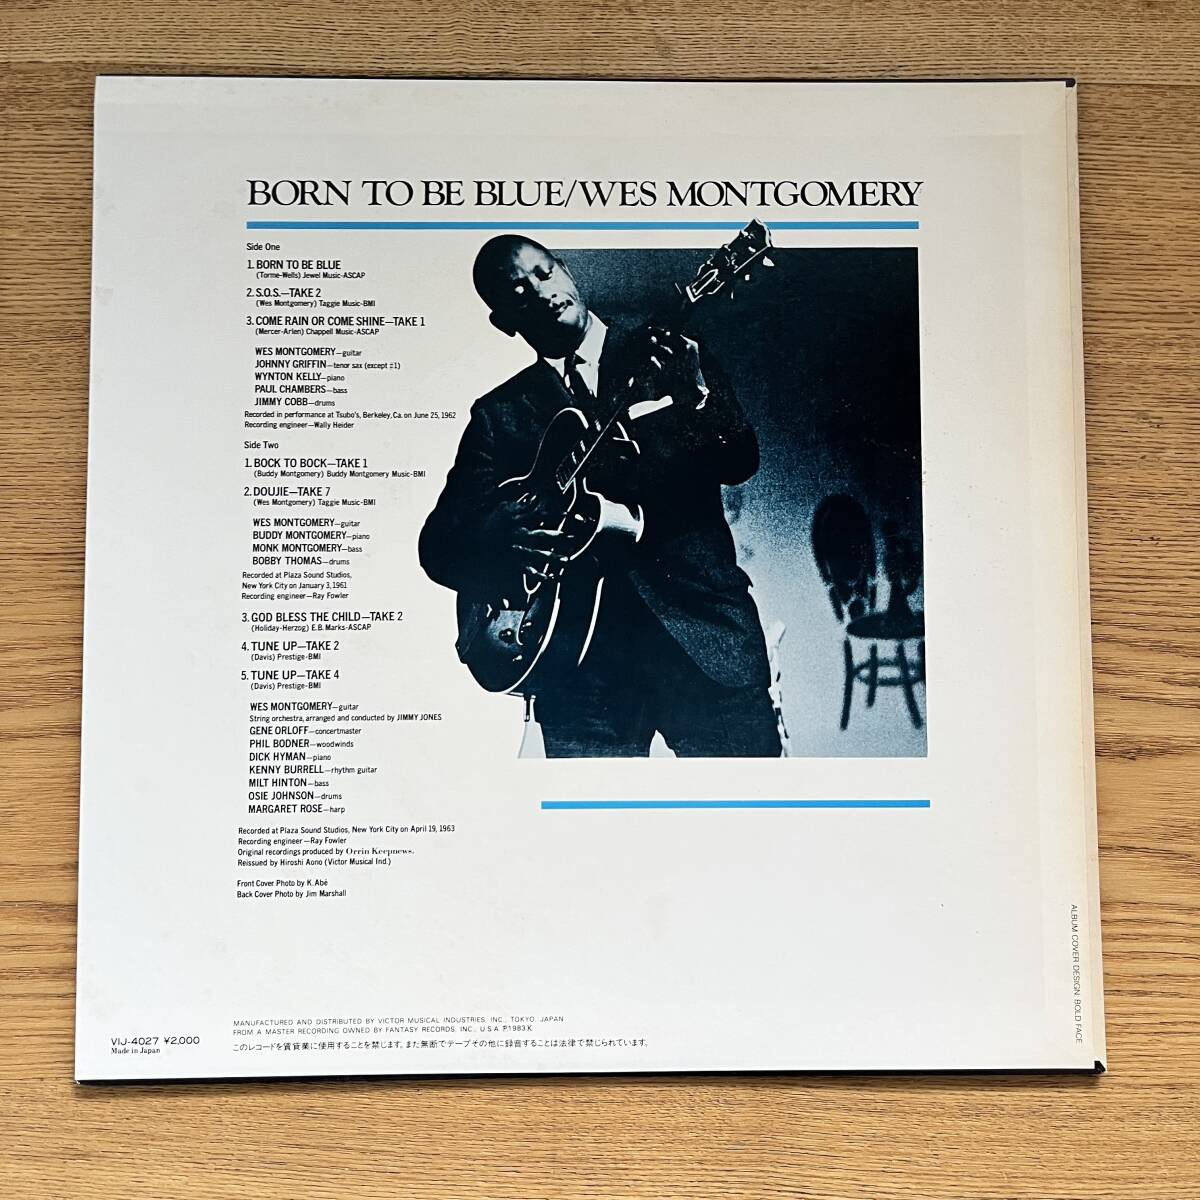 BORN TO BE BLUE/WES MONTGOMERY
Side One
1. BORN TO BE BLUE
(Torme-Wells) Jewel Music-ASCAP
2. S.O.S.—TAKE 2
(Wes Montgomery) Taggie Music-BMI
3. COME RAIN OR COME SHINE—TAKE 1
(Mercer-Arlen) Chappell Music-ASCAP
WES MONTGOMERY—guitar
JOHNNY GRIFFIN—tenor sax (except #1)
WYNTON KELLY—piano
PAUL CHAMBERS—bass
JIMMY COBB—drums
Recorded in performance at Tsubo's, Berkeley, Ca. on June 25, 1962
Recording engineer—Wally Heider
Side Two
1. BOCK TO BOCK—TAKE 1
(Buddy Montgomery) Buddy Montgomery Music-BMI
2. DOUJIE—TAKE 7
(Wes Montgomery) Taggie Music-BMI
WES MONTGOMERY—guitar
BUDDY MONTGOMERY—piano
MONK MONTGOMERY—bass
BOBBY THOMAS—drums
Recorded at Plaza Sound Studios,
New York City on January 3, 1961
Recording engineer—Ray Fowler
3. GOD BLESS THE CHILD—TAKE 2
(Holiday-Herzog) E.B. Marks-ASCAP
4. TUNE UP—TAKE 2
(Davis) Prestige-BMI
5. TUNE UP—TAKE 4
(Davis) Prestige-BMI
WES MONTGOMERY—guitar
String orchestra, arranged and conducted by JIMMY JONES
GENE ORLOFF—concertmaster
PHIL BODNER—woodwinds
DICK HYMAN—piano
KENNY BURRELL—rhythm guitar
MILT HINTON—bass
OSIE JOHNSON—drums
MARGARET ROSE—harp
Recorded at Plaza Sound Studios, New York City on April 19, 1963
Recording engineer—Ray Fowler
Original recordings produced by Orrin Keepnews.
Reissued by Hiroshi Aono (Victor Musical Ind.)
Front Cover Photo by K. Abé
Back Cover Photo by Jim Marshall
ALBUM COVER DESIGN: BOLD FACE
MANUFACTURED AND DISTRIBUTED BY VICTOR MUSICAL INDUSTRIES, INC., TOKYO, JAPAN
FROM A MASTER RECORDING OWNED BY FANTASY RECORDS, INC., U.S.A. ℗1983.K
このレコードを賃貸業に使用することを禁じます。また無断でテープその他に録音することは法律で禁じられています。
VIJ-4027 ¥2,000
Made in Japan